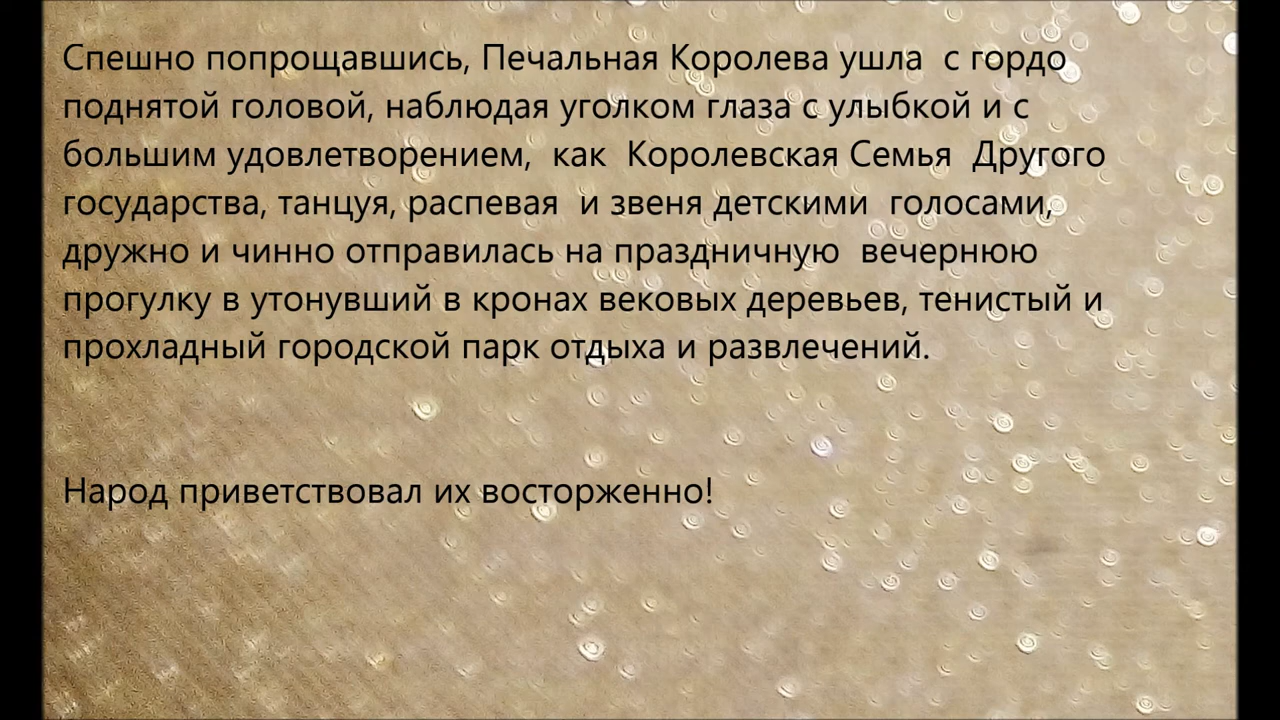 Спешно попрощавшись, Печальная Королева ушла  с гордо
поднятой головой, наблюдая уголком глаза с улыбкой и с
большим удовлетворением,  как  Королевская Семья  Другого
государства, танцуя, распевая  и звеня детскими  голосами,
дружно и чинно отправилась на праздничную  вечернюю
прогулку в утонувший в кронах вековых деревьев, тенистый и
прохладный городской парк отдыха и развлечений.
Народ приветствовал их восторженно!